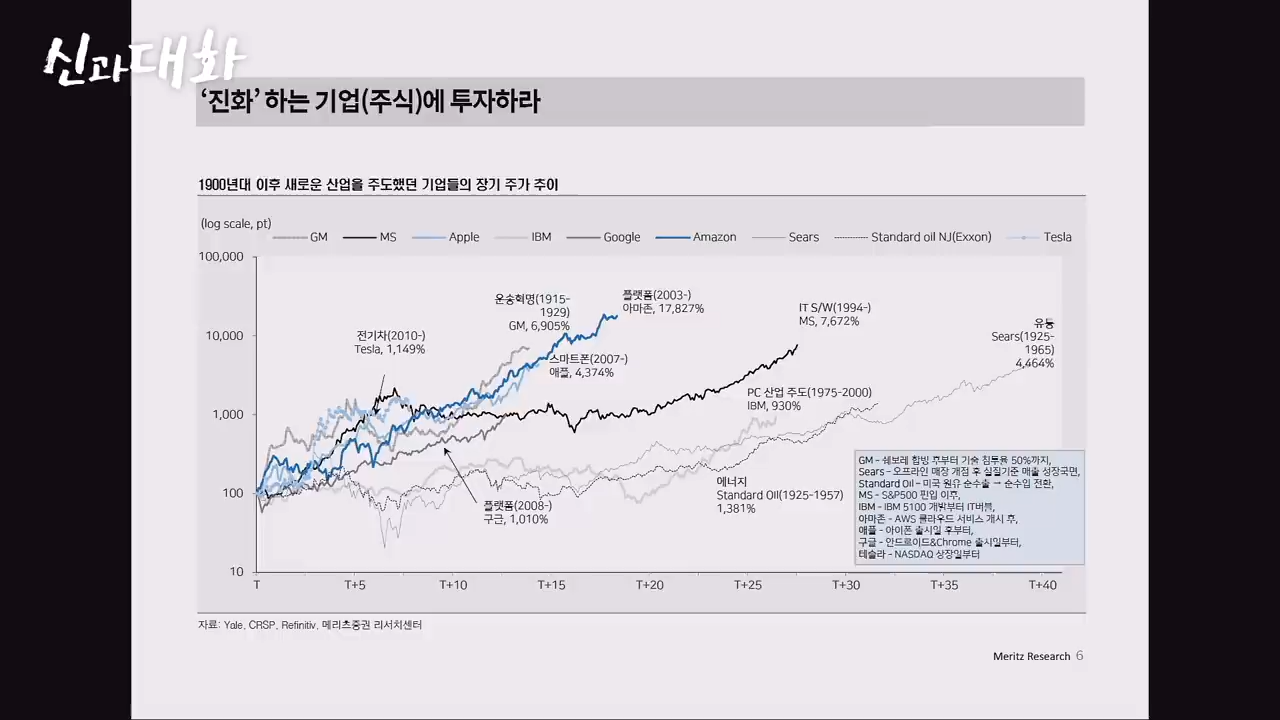 신과대화
‘진화’하는 기업(주식)에 투자하라
1900년대 이후 새로운 산업을 주도했던 기업들의 장기 주가 추이
(log scale, pt)
GM MS Apple IBM Google Amazon Sears Standard oil NJ(Exxon) Tesla
100,000
10,000
1,000
100
10
전기차(2010-)
Tesla, 1,149%
운송혁명(1915-
1929)
GM, 6,905%
플랫폼(2003-)
아마존, 17,827%
스마트폰(2007-)
애플, 4,374%
IT S/W(1994-)
MS, 7,672%
유통
Sears(1925-
1965)
4,464%
PC 산업 주도(1975-2000)
IBM, 930%
플랫폼(2008-)
구글, 1,010%
에너지
Standard Oil(1925-1957)
1,381%
GM - 쉐보레 합병 후부터 기술 침투율 50%까지,
Sears - 오프라인 매장 개점 후 실질기준 매출 성장국면,
Standard Oil - 미국 원유 순수출 → 순수입 전환,
MS - S&P500 편입 이후,
IBM - IBM 5100 개발부터 IT버블,
아마존 - AWS 클라우드 서비스 개시 후,
애플 - 아이폰 출시일 후부터,
구글 - 안드로이드&Chrome 출시일부터,
테슬라 - NASDAQ 상장일부터
T T+5 T+10 T+15 T+20 T+25 T+30 T+35 T+40
자료: Yale, CRSP, Refinitiv, 메리츠증권 리서치센터
Meritz Research 6